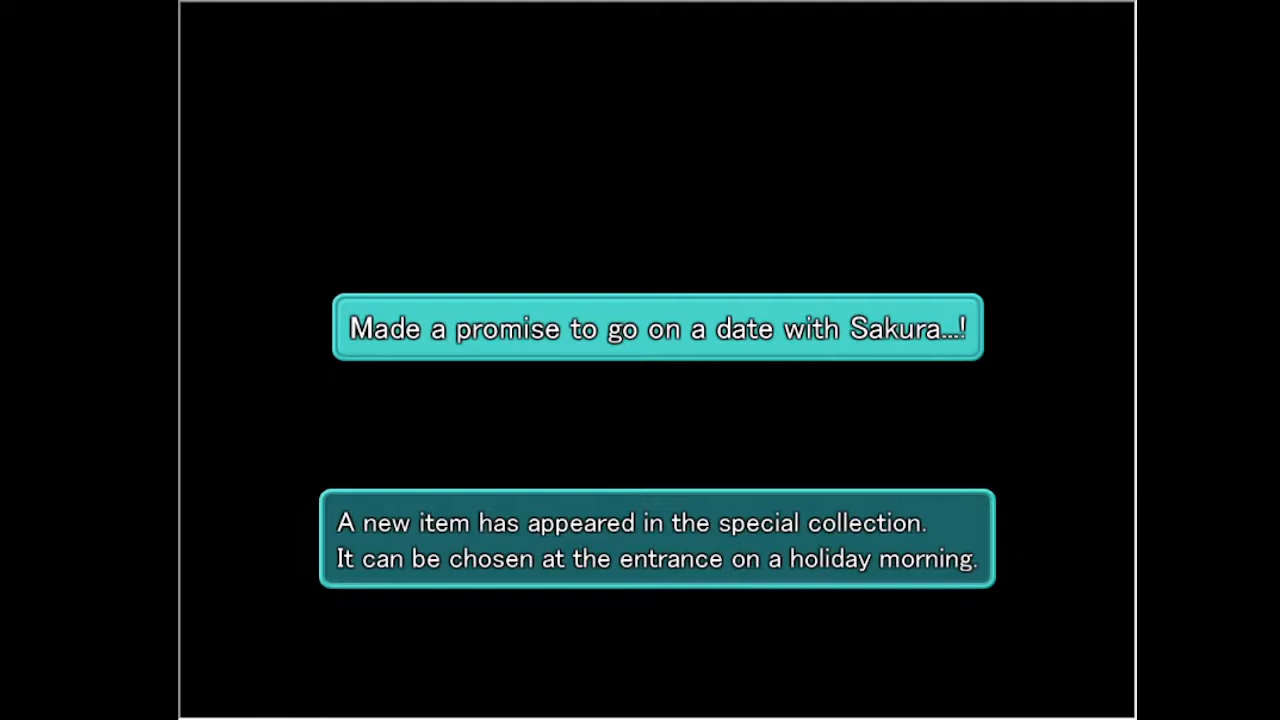 Made a promise to go on a date with Sakura...!
A new item has appeared in the special collection.
It can be chosen at the entrance on a holiday morning.